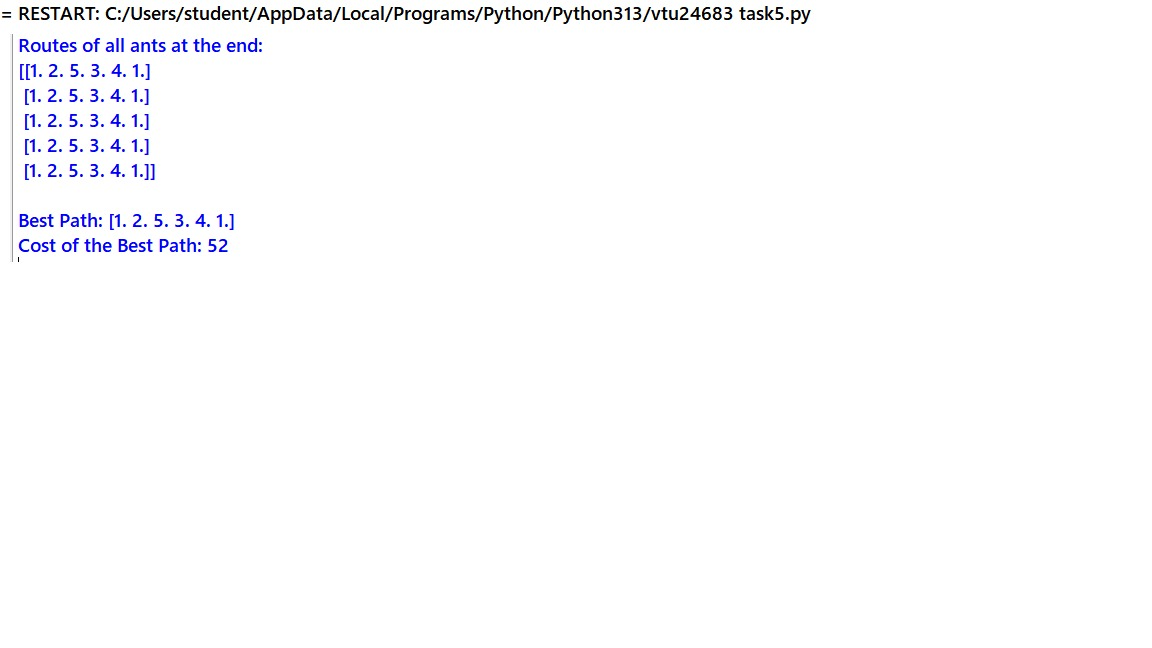 = RESTART: C:/Users/student/AppData/Local/Programs/Python/Python313/vtu24683 task5.py
Routes of all ants at the end:
[[1. 2. 5. 3. 4. 1.]
[1. 2. 5. 3. 4. 1.]
[1. 2. 5. 3. 4. 1.]
[1. 2. 5. 3. 4. 1.]
[1. 2. 5. 3. 4. 1.]]
Best Path: [1. 2. 5. 3. 4. 1.]
Cost of the Best Path: 52